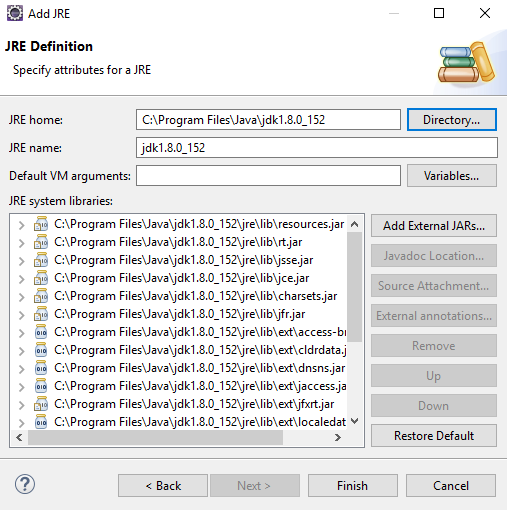 Add JRE
JRE Definition
Specify attributes for a JRE
JRE home: C:\Program Files\Java\jdk1.8.0_152 Directory...
JRE name: jdk1.8.0_152
Default VM arguments: Variables...
JRE system libraries:
C:\Program Files\Java\jdk1.8.0_152\jre\lib\resources.jar
C:\Program Files\Java\jdk1.8.0_152\jre\lib\rt.jar
C:\Program Files\Java\jdk1.8.0_152\jre\lib\jsse.jar
C:\Program Files\Java\jdk1.8.0_152\jre\lib\jce.jar
C:\Program Files\Java\jdk1.8.0_152\jre\lib\charsets.jar
C:\Program Files\Java\jdk1.8.0_152\jre\lib\jfr.jar
C:\Program Files\Java\jdk1.8.0_152\jre\lib\ext\access-br
C:\Program Files\Java\jdk1.8.0_152\jre\lib\ext\cldrdata.j
C:\Program Files\Java\jdk1.8.0_152\jre\lib\ext\dnsns.jar
C:\Program Files\Java\jdk1.8.0_152\jre\lib\ext\jaccess.ja
C:\Program Files\Java\jdk1.8.0_152\jre\lib\ext\jfxrt.jar
C:\Program Files\Java\jdk1.8.0_152\jre\lib\ext\localedat
Add External JARs...
Javadoc Location...
Source Attachment...
External annotations...
Remove
Up
Down
Restore Default
? < Back Next > Finish Cancel